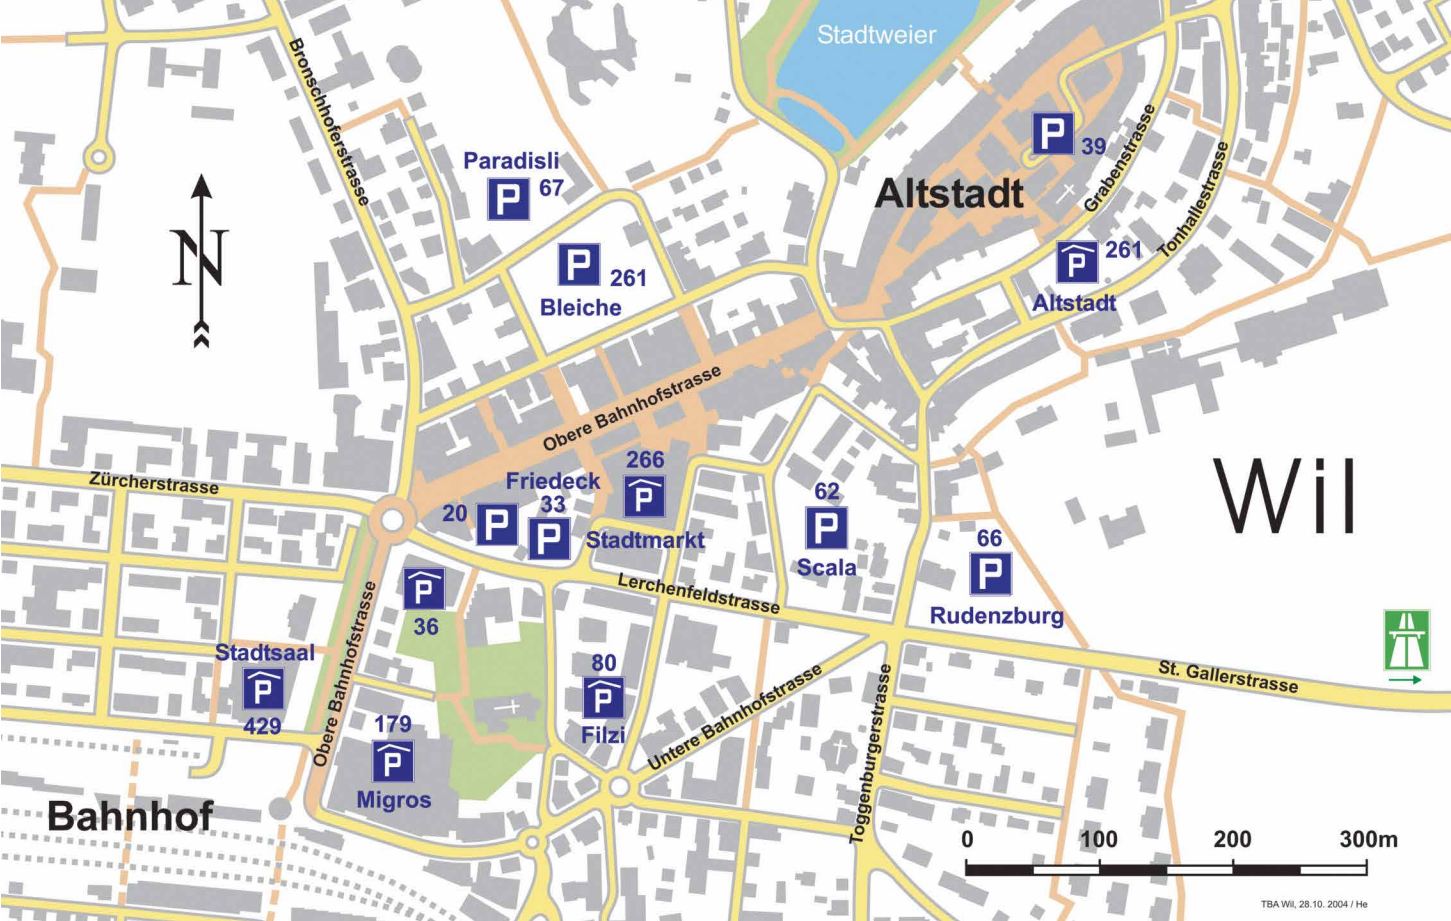 Stadtweier
Bronschhoferstrasse
P
39
Paradisli
P
67
Altstadt
Grabenstrasse
Tonhallestrasse
N
P
261
Bleiche
P
261
Altstadt
Obere Bahnhofstrasse
Zürcherstrasse
266
P
Stadtmarkt
Friedeck
20
P
33
P
62
P
Scala
Wil
66
P
Rudenzburg
Lerchenfeldstrasse
P
36
Obere Bahnhofstrasse
Stadtsaal
P
429
80
P
Filzi
St. Gallerstrasse
Untere Bahnhofstrasse
Toggenburgerstrasse
179
P
Migros
Bahnhof
0 100 200 300m
TBA Wil, 28.10. 2004 / He